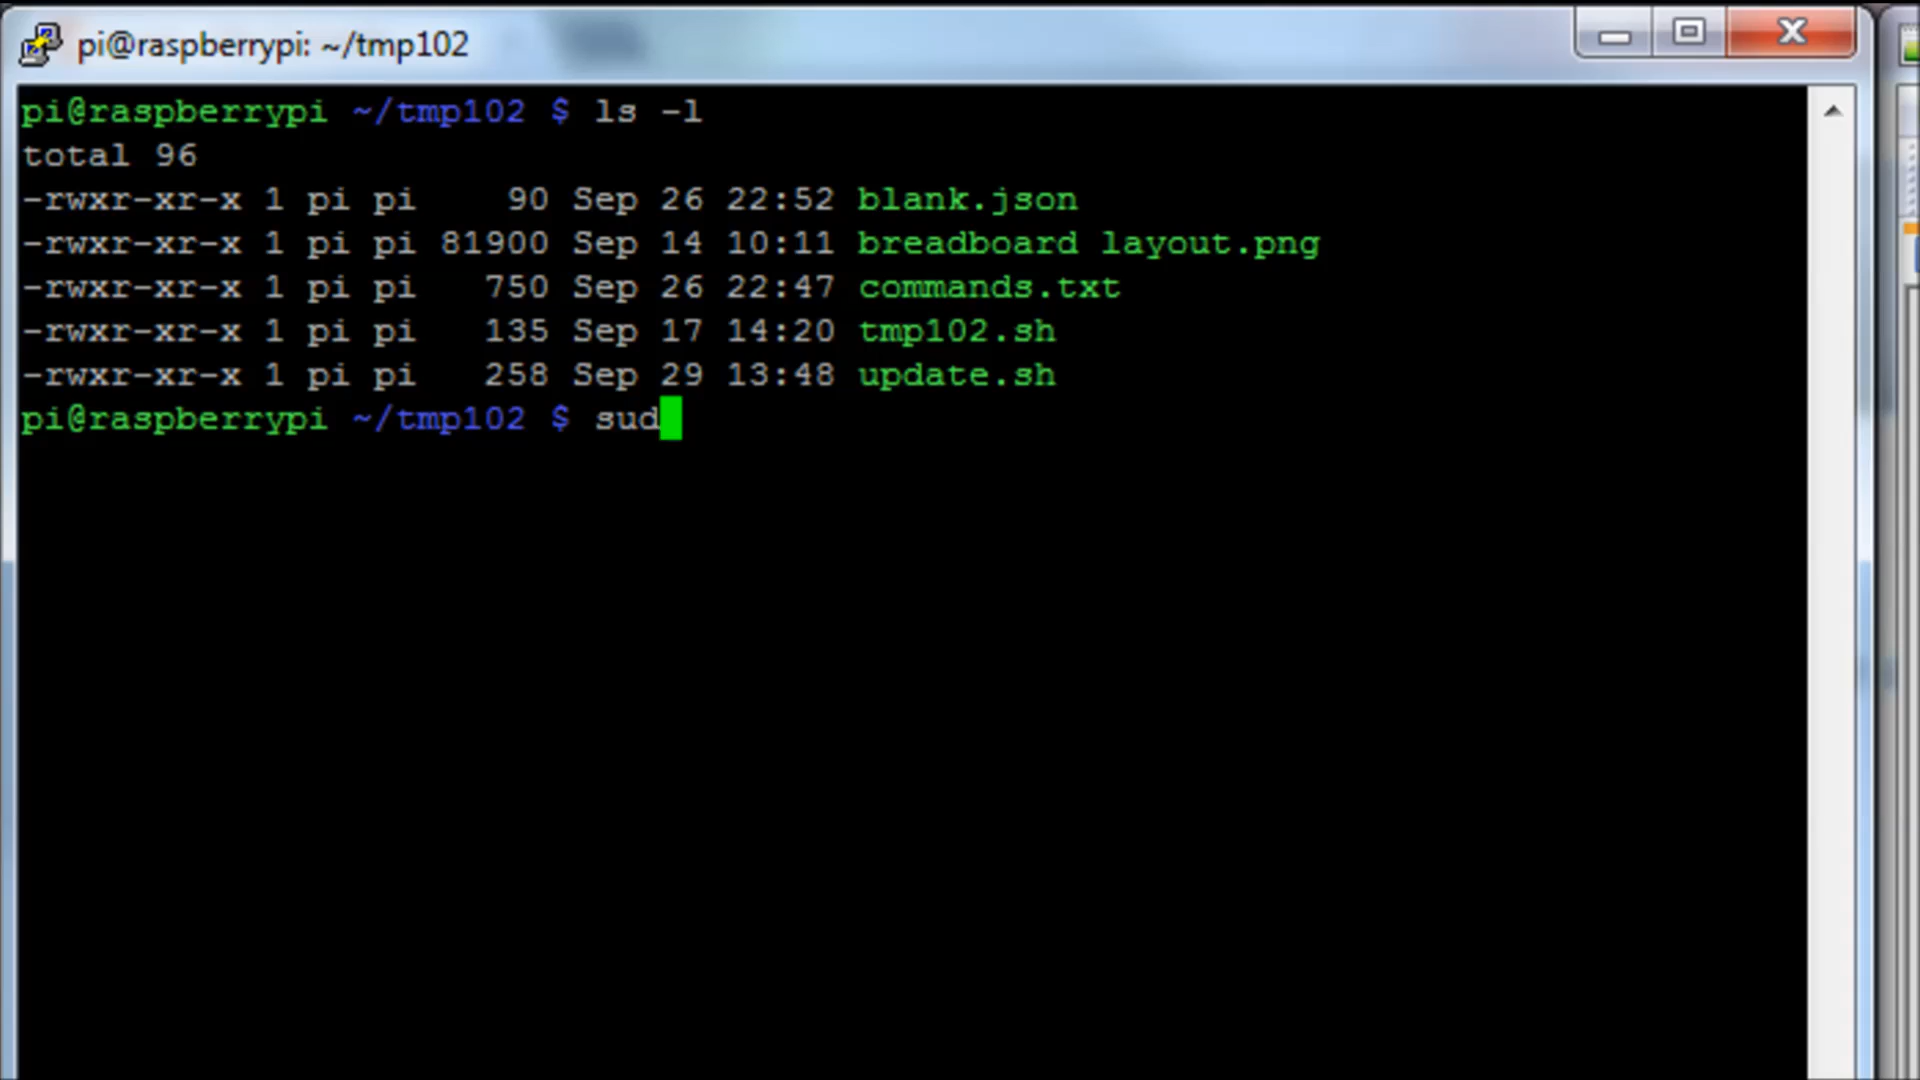 pi@raspberrypi: ~/tmp102
pi@raspberrypi ~/tmp102 $ ls -l
total 96
-rwxr-xr-x 1 pi pi    90 Sep 26 22:52 blank.json
-rwxr-xr-x 1 pi pi 81900 Sep 14 10:11 breadboard layout.png
-rwxr-xr-x 1 pi pi   750 Sep 26 22:47 commands.txt
-rwxr-xr-x 1 pi pi   135 Sep 17 14:20 tmp102.sh
-rwxr-xr-x 1 pi pi   258 Sep 29 13:48 update.sh
pi@raspberrypi ~/tmp102 $ sud